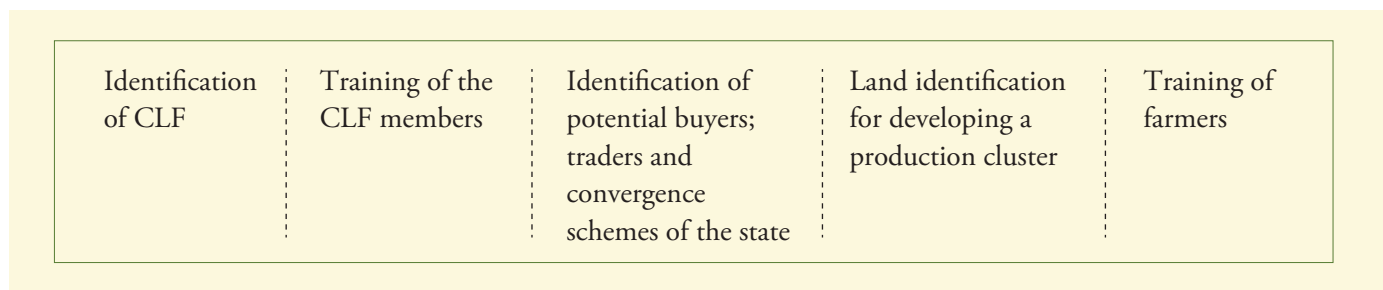 Identification
of CLF
Training of the
CLF members
Identification of
potential buyers;
traders and
convergence
schemes of the state
Land identification
for developing a
production cluster
Training of
farmers